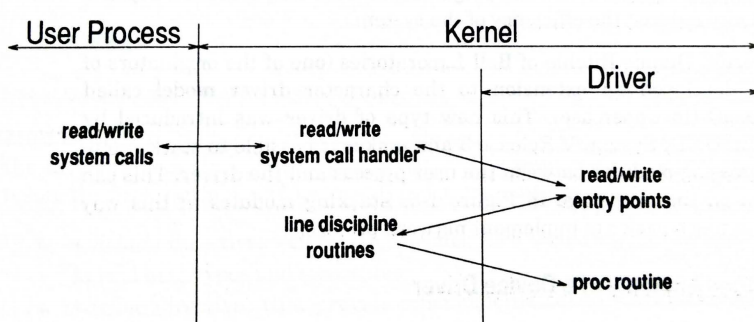 User Process
Kernel
Driver
read/write
system calls
read/write
system call handler
read/write
entry points
line discipline
routines
proc routine